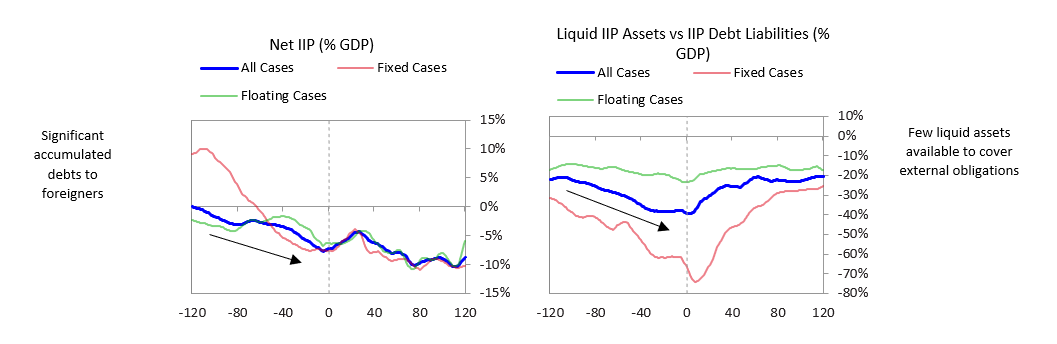 Significant
accumulated
debts to
foreigners
Net IIP (% GDP)
All Cases
Fixed Cases
Floating Cases
15%
10%
5%
0%
-5%
-10%
-15%
-120
-80
-40
0
40
80
120
Liquid IIP Assets vs IIP Debt Liabilities (%
GDP)
All Cases
Fixed Cases
Floating Cases
10%
0%
-10%
-20%
-30%
-40%
-50%
-60%
-70%
-80%
-120
-80
-40
0
40
80
120
Few liquid assets
available to cover
external obligations